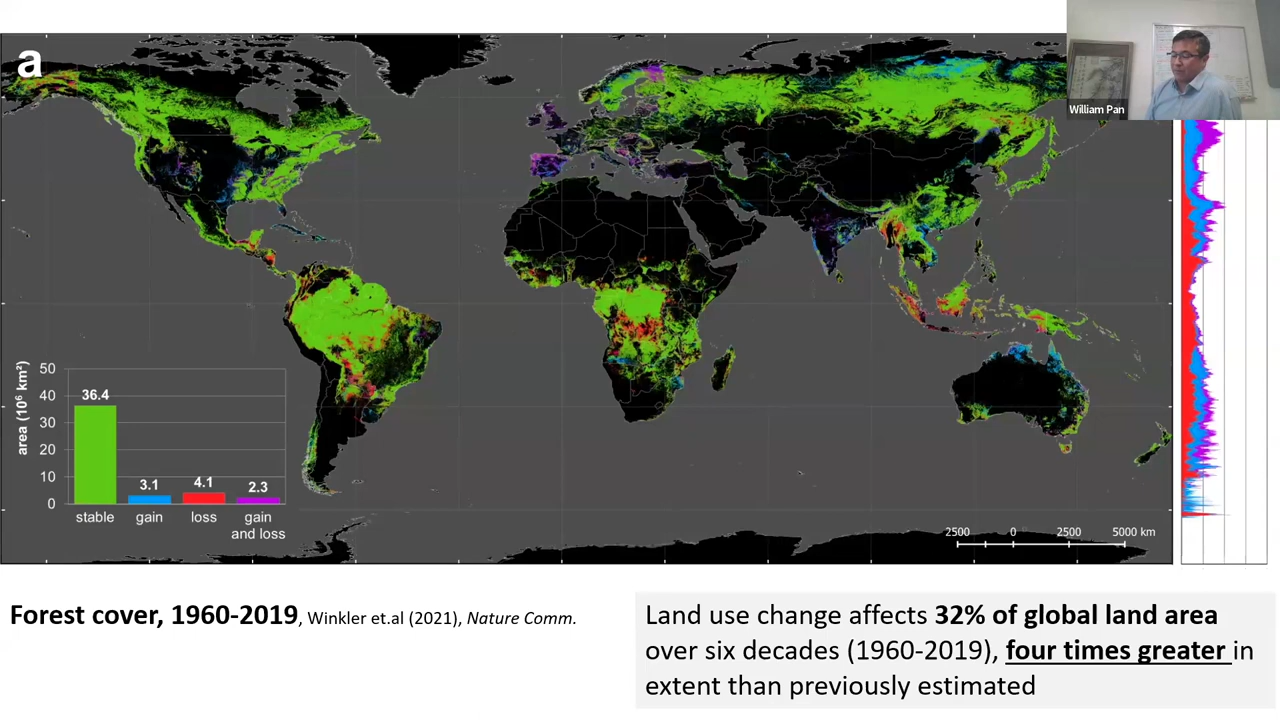 a
William Pan
area (10⁶ km²)
50
40
30
20
10
0
36.4
3.1
4.1
2.3
stable
gain
loss
gain
and loss
2500 0 2500 5000 km
Forest cover, 1960-2019, Winkler et.al (2021), Nature Comm.
Land use change affects 32% of global land area
over six decades (1960-2019), four times greater in
extent than previously estimated